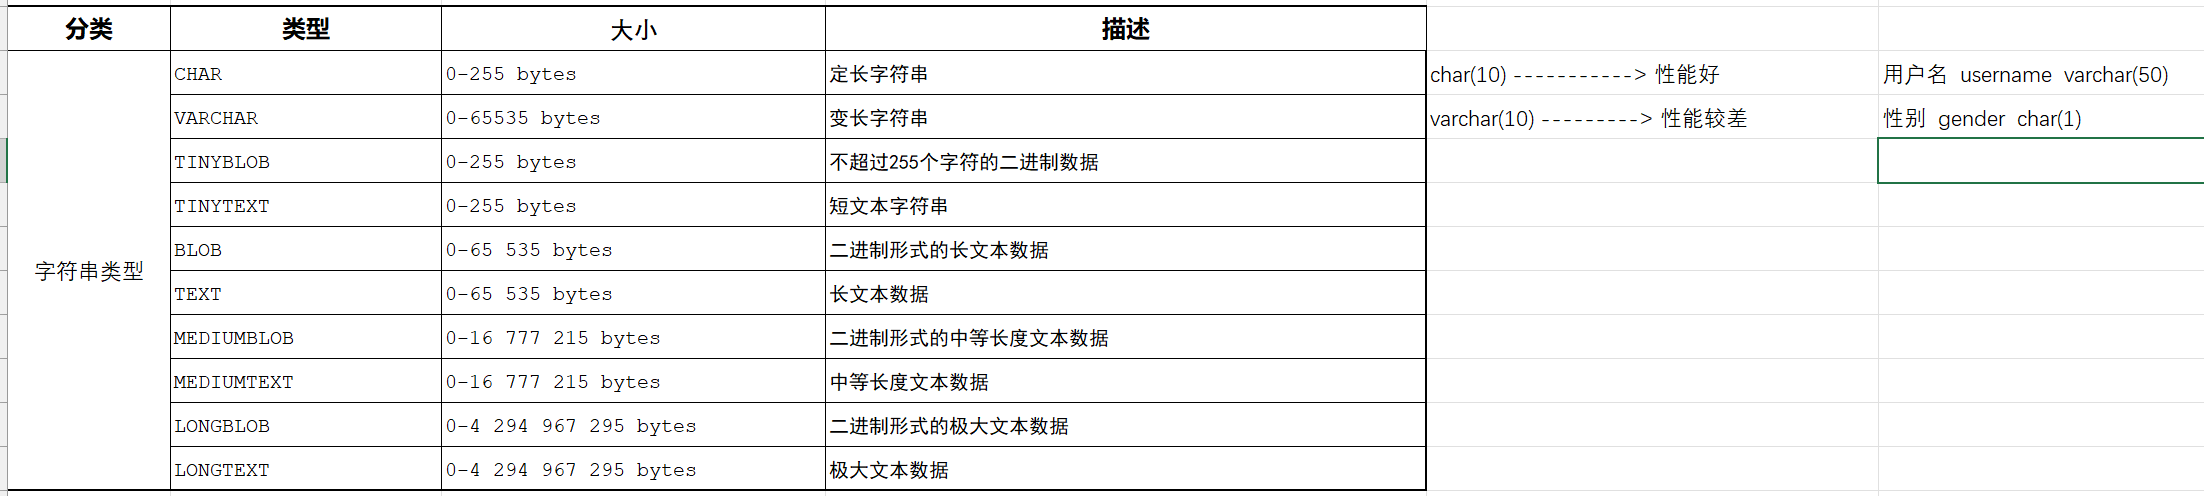 分类 类型 大小 描述
字符串类型
CHAR 0-255 bytes 定长字符串 char(10) -----------> 性能好 用户名 username varchar(50)
VARCHAR 0-65535 bytes 变长字符串 varchar(10) ---------> 性能较差 性别 gender char(1)
TINYBLOB 0-255 bytes 不超过255个字符的二进制数据
TINYTEXT 0-255 bytes 短文本字符串
BLOB 0-65 535 bytes 二进制形式的长文本数据
TEXT 0-65 535 bytes 长文本数据
MEDIUMBLOB 0-16 777 215 bytes 二进制形式的中等长度文本数据
MEDIUMTEXT 0-16 777 215 bytes 中等长度文本数据
LONGBLOB 0-4 294 967 295 bytes 二进制形式的极大文本数据
LONGTEXT 0-4 294 967 295 bytes 极大文本数据